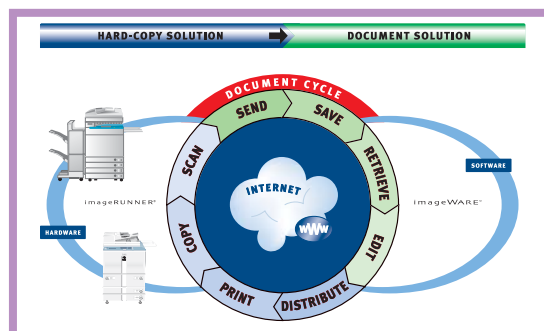 HARD-COPY SOLUTION
DOCUMENT SOLUTION
DOCUMENT CYCLE
SEND
SAVE
RETRIEVE
EDIT
DISTRIBUTE
PRINT
COPY
SCAN
INTERNET
www
imageRUNNER®
HARDWARE
SOFTWARE
imageWARE®